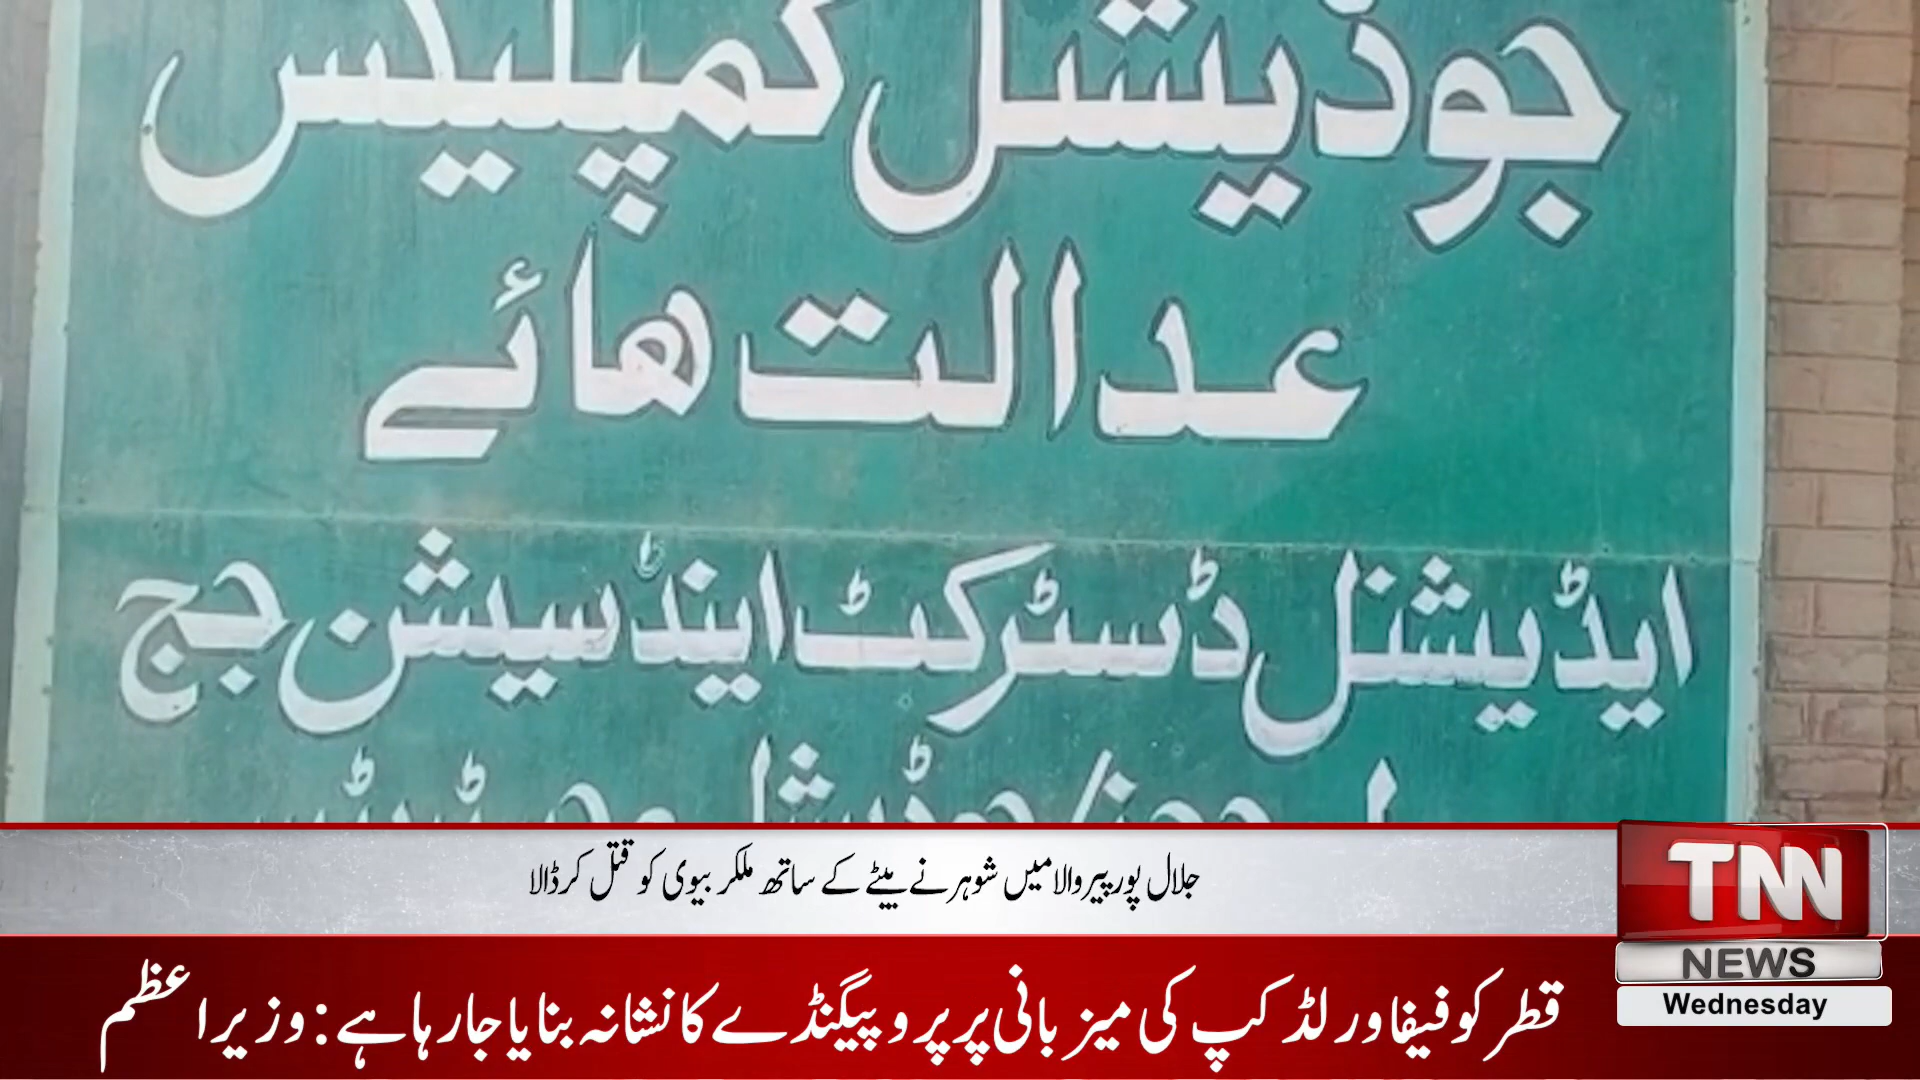 جوڈیشل کمپلیکس
عدالت ھائے
ایڈیشنل ڈسٹرکٹ اینڈ سیشن جج
جلال پور پیروالا میں شوہر نے بیٹے کے ساتھ ملکر بیوی کو قتل کر ڈالا
TNN
NEWS
Wednesday
قطر کو فیفا ورلڈ کپ کی میزبانی پر پروپیگنڈے کا نشانہ بنایا جا رہا ہے : وزیراعظم